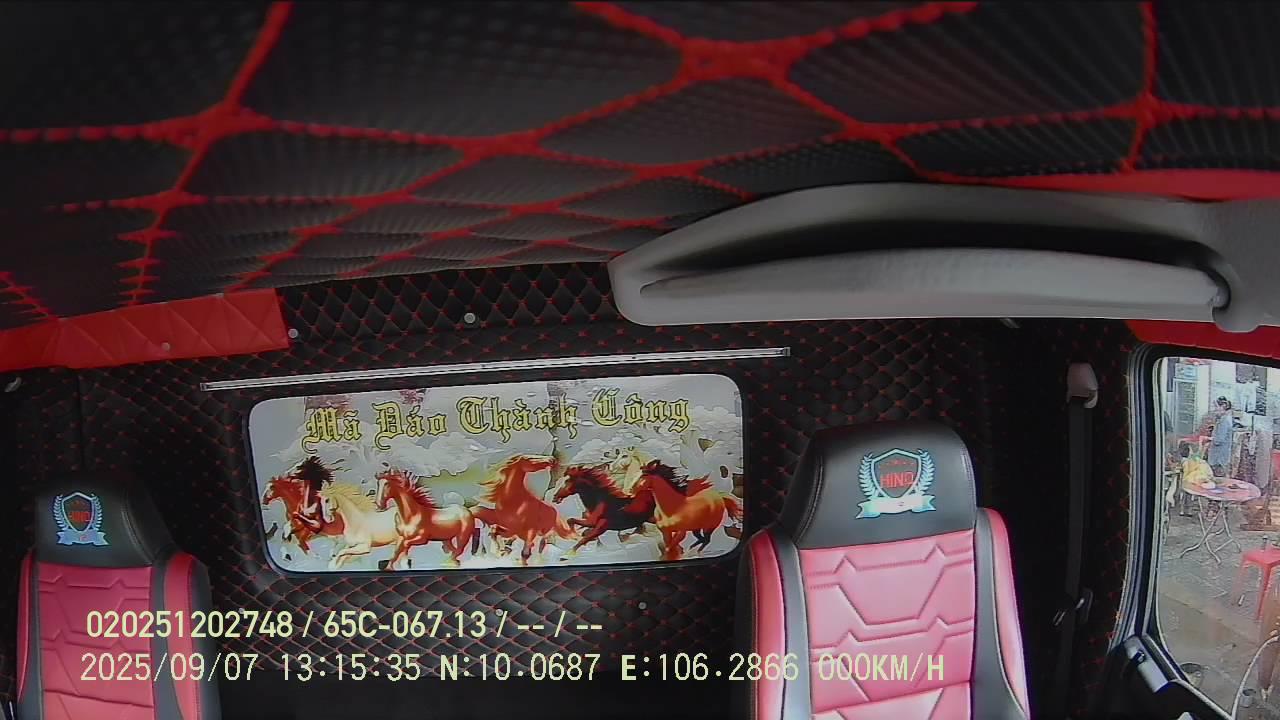 Mã Dáo Thành Công
HINO
HINO
020251202748 / 65C-067.13 / -- / --
2025/09/07 13:15:35 N:10.0687 E:106.2866 000KM/H